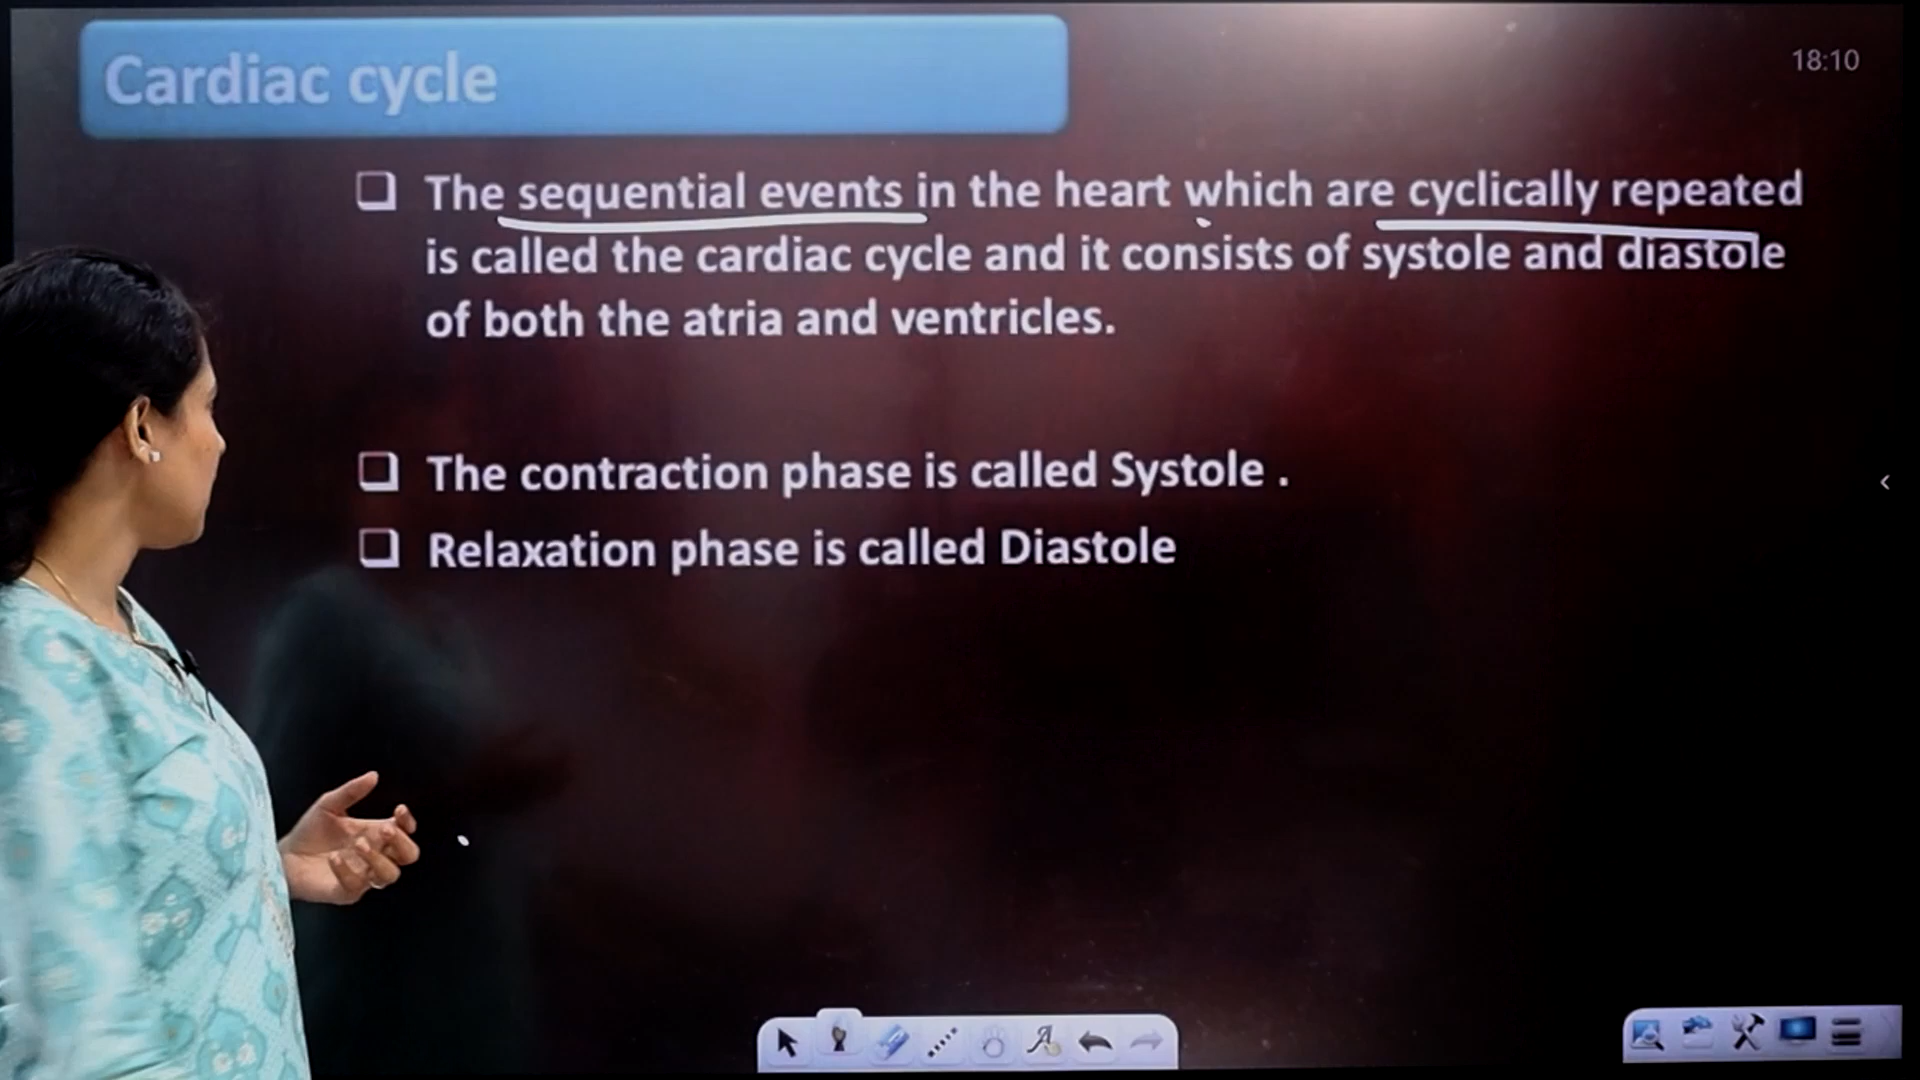 Cardiac cycle
18:10
The sequential events in the heart which are cyclically repeated
is called the cardiac cycle and it consists of systole and diastole
of both the atria and ventricles.
The contraction phase is called Systole .
Relaxation phase is called Diastole